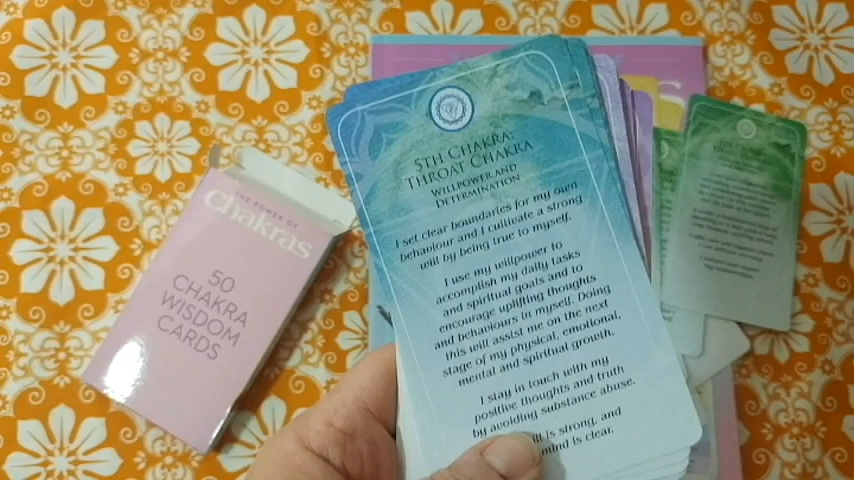 THE POWER OF
Chakras
50
CHAKRA
WISDOM
CARDS
5TH CHAKRA:
THROAT CHAKRA
WILLPOWER AND
DETERMINATION
I set clear boundaries for my own
behaviour and I cultivate a strong
will by being true to myself.
I use my willpower to
accomplish my daily tasks
and spiritual goals and to
encourage uplifting thoughts
and behaviours in myself. Doing
this will assist me on the next
stage of my physical, emotional,
mental and spiritual growth.
I stay in touch with my
positive thoughts and truth
by avoiding substance abuse.
is strong, and
mind is clear.